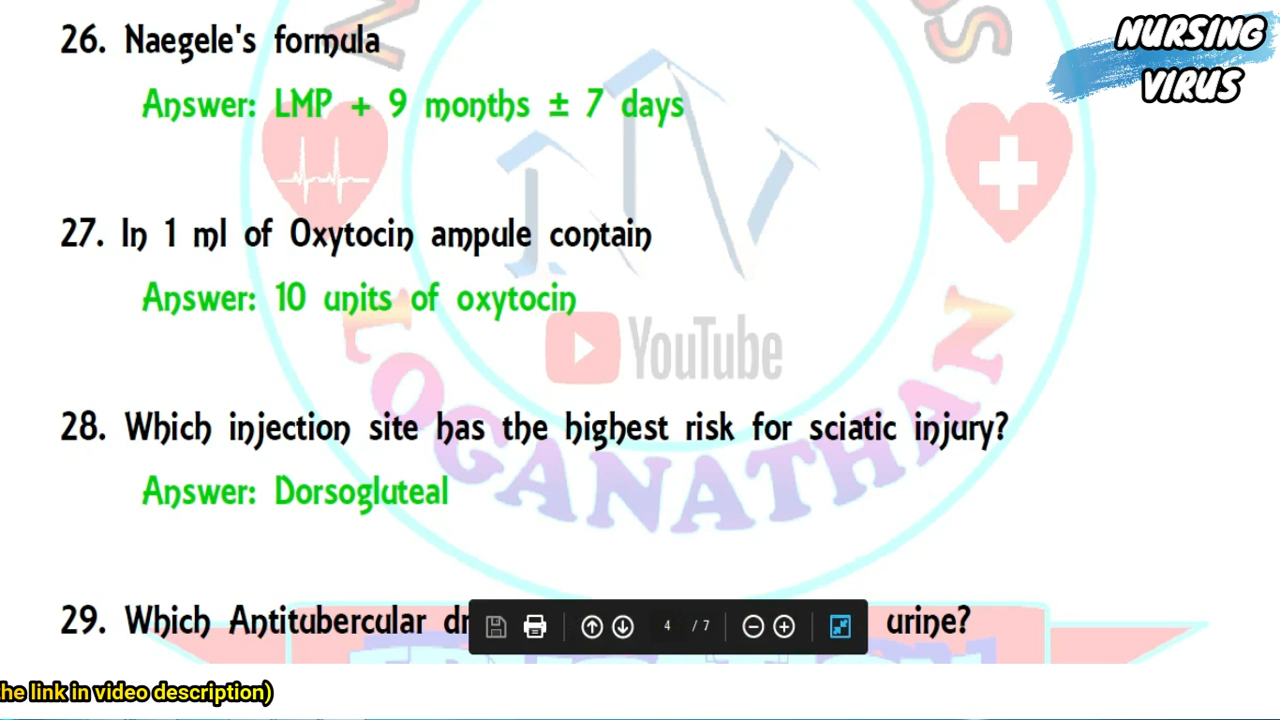 NURSING
VIRUS
26. Naegele's formula
Answer: LMP + 9 months ± 7 days
27. In 1 ml of Oxytocin ampule contain
Answer: 10 units of oxytocin
YouTube
28. Which injection site has the highest risk for sciatic injury?
LOGANATHAN
Answer: Dorsogluteal
29. Which Antitubercular urine?
4 / 7
the link in video description)